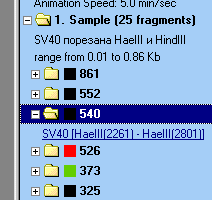 Animation Speed: 5.0 min/sec
1. Sample (25 fragments)
SV40 порезана HaeIII и HindIII
range from 0.01 to 0.86 Kb
861
552
540
SV40 [HaeIII(2261) - HaeIII(2801)]
526
373
325